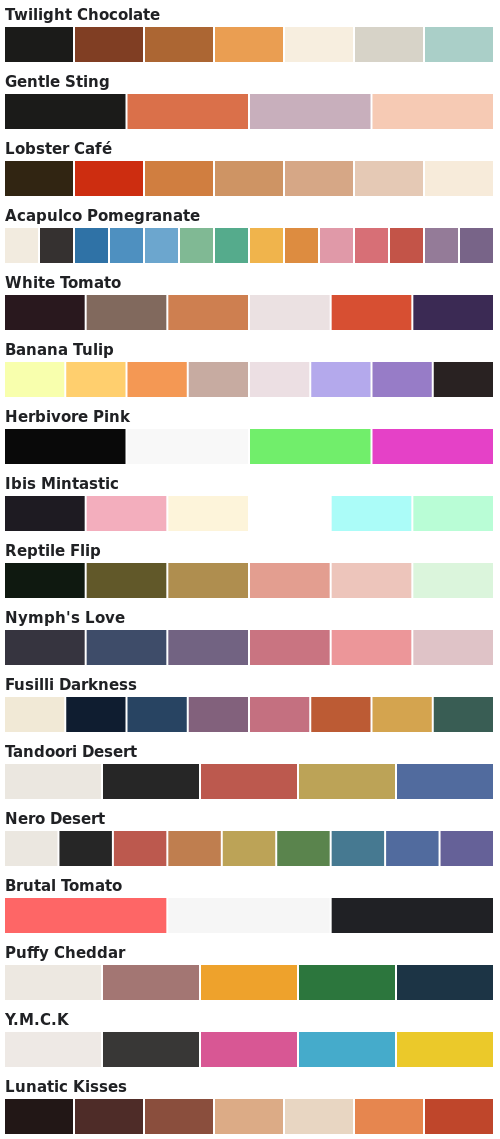 Twilight Chocolate
Gentle Sting
Lobster Café
Acapulco Pomegranate
White Tomato
Banana Tulip
Herbivore Pink
Ibis Mintastic
Reptile Flip
Nymph's Love
Fusilli Darkness
Tandoori Desert
Nero Desert
Brutal Tomato
Puffy Cheddar
Y.M.C.K
Lunatic Kisses